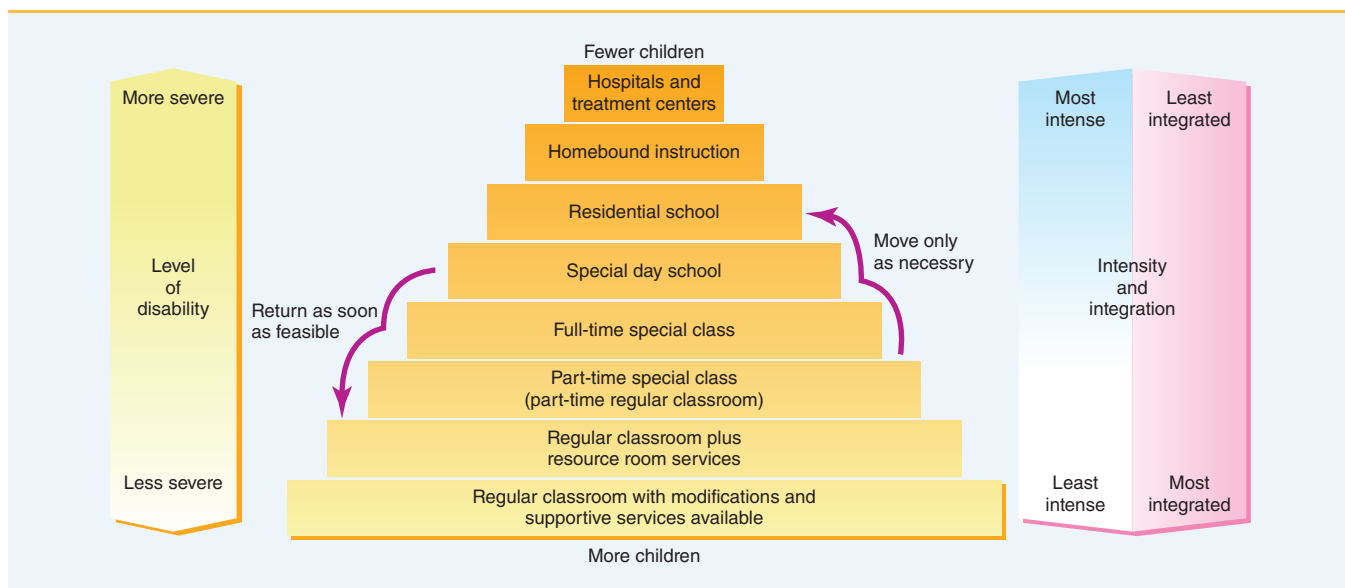 Fewer children
Hospitals and
treatment centers
More severe
Most
intense
Least
integrated
Homebound instruction
Residential school
Move only
as necessry
Special day school
Level
of
disability
Intensity
and
integration
Return as soon
as feasible
Full-time special class
Part-time special class
(part-time regular classroom)
Regular classroom plus
resource room services
Less severe
Least
intense
Most
integrated
Regular classroom with modifications and
supportive services available
More children